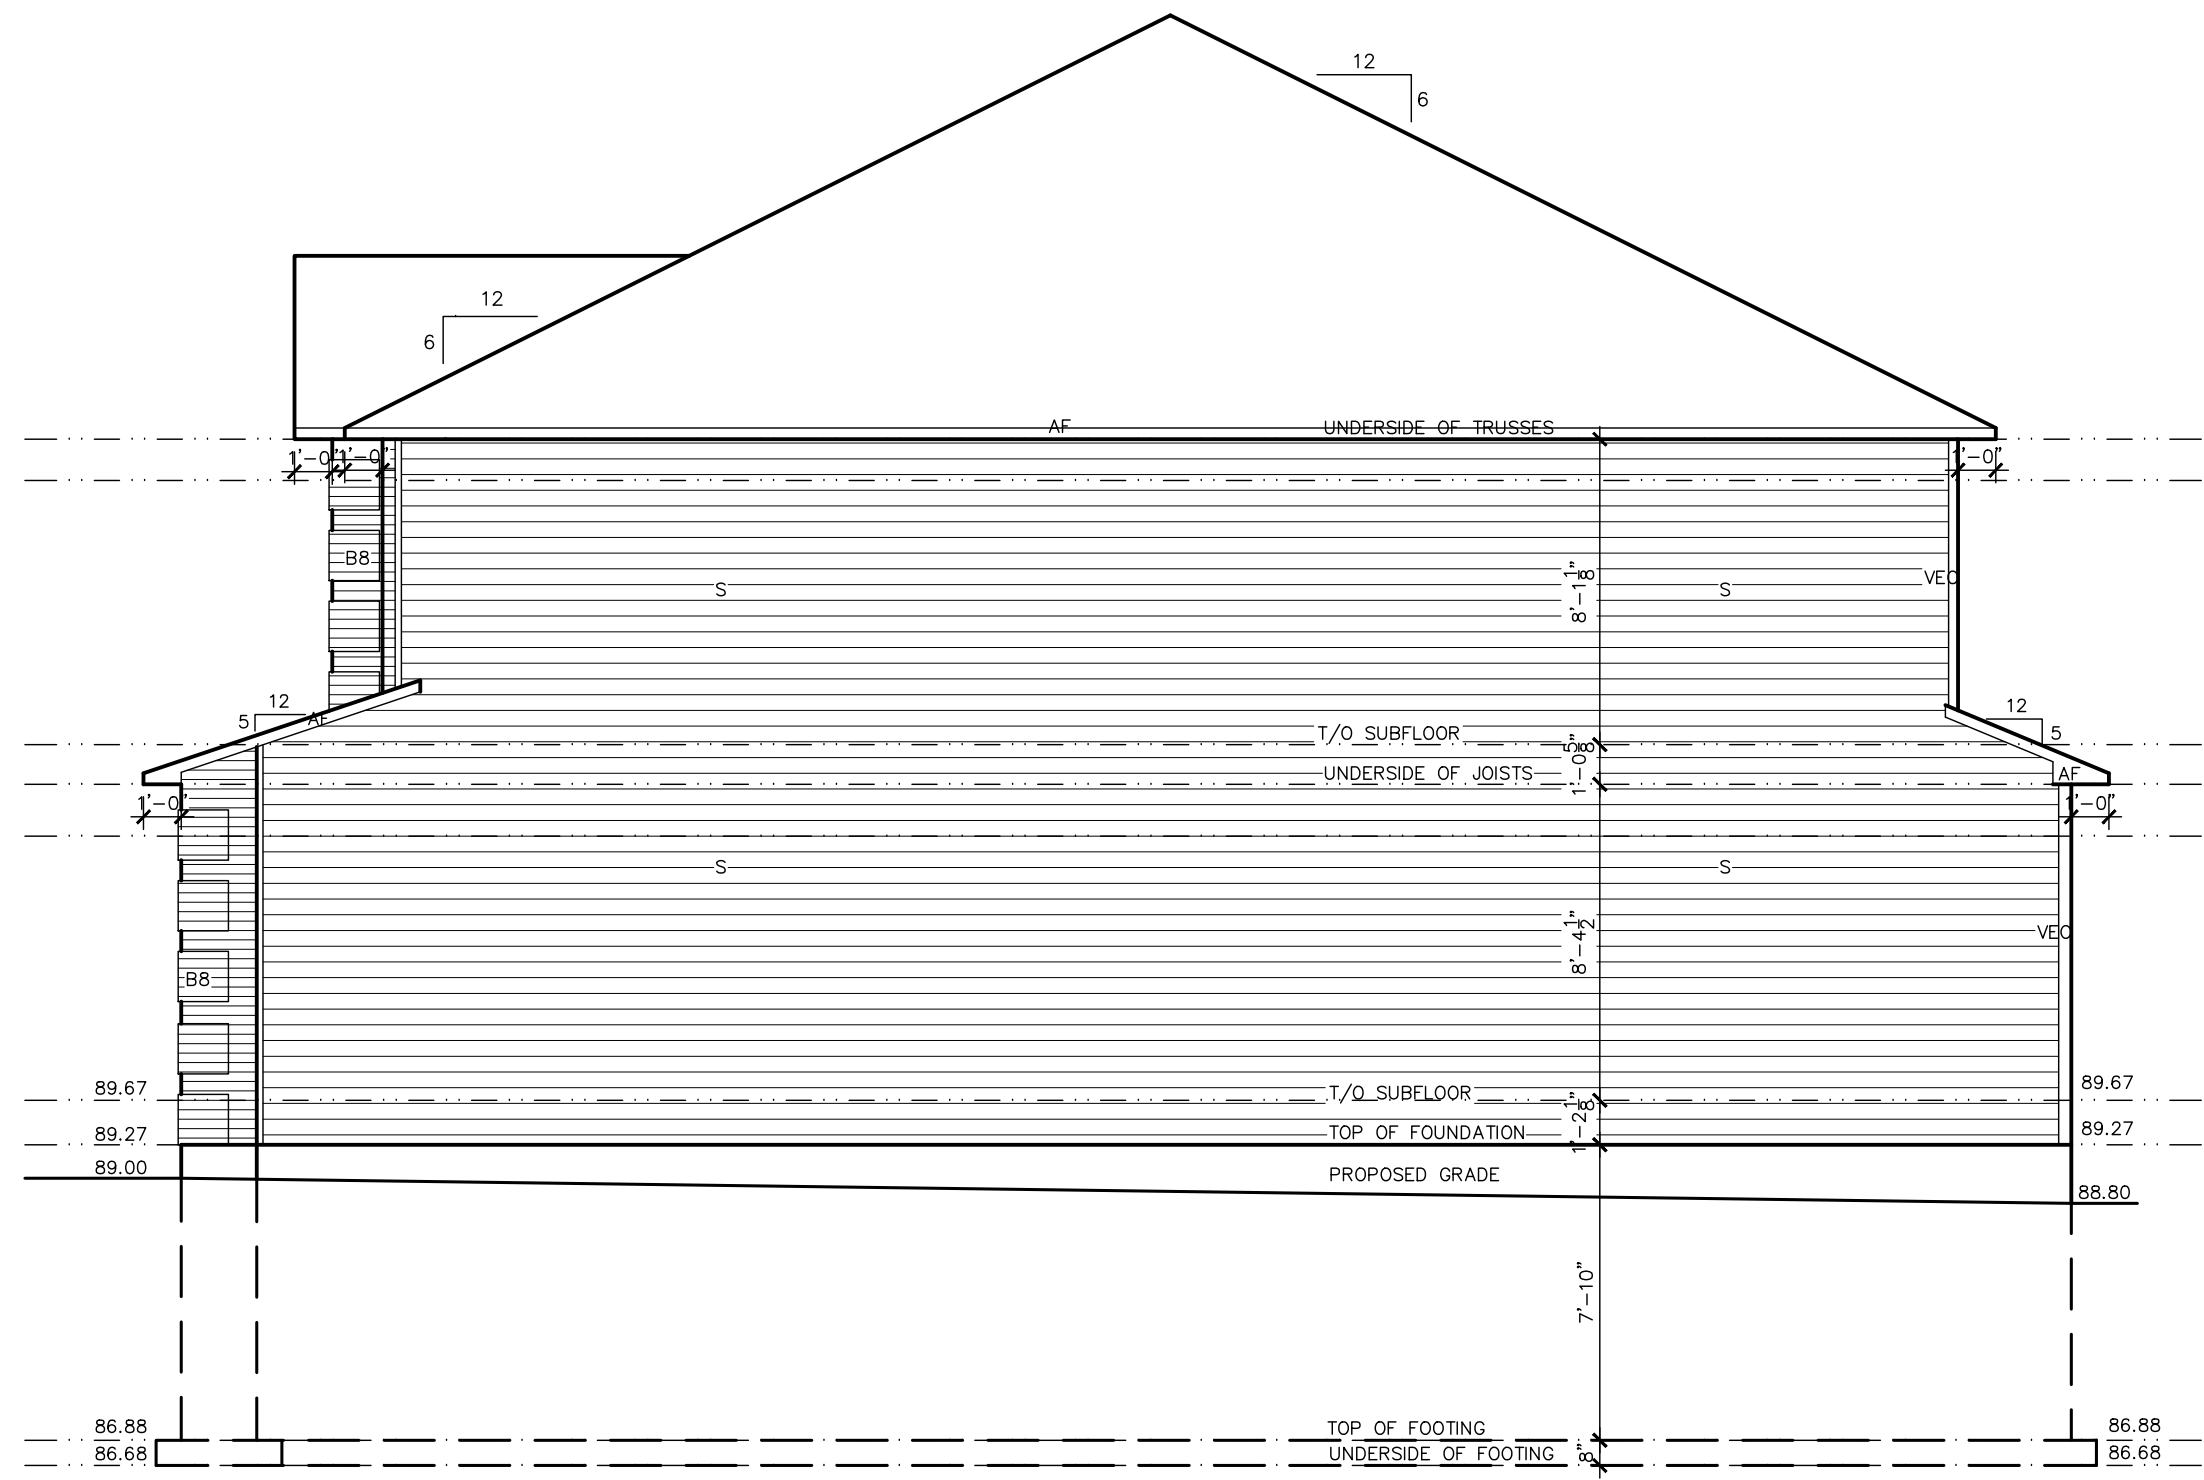 12
6
12
6
AF
UNDERSIDE OF TRUSSES
1'-0"
1'-0"
1'-0"
B8
S
8'-1 1/8"
S
VEC
12
5
AF
T/O SUBFLOOR
12
5
1'-0 5/8"
UNDERSIDE OF JOISTS
AF
1'-0"
1'-0"
S
S
8'-4 1/2"
VEC
B8
89.67
T/O SUBFLOOR
89.67
1'-2 1/8"
89.27
TOP OF FOUNDATION
89.27
89.00
PROPOSED GRADE
88.80
7'-10"
86.88
TOP OF FOOTING
86.88
86.68
UNDERSIDE OF FOOTING
8"
86.68